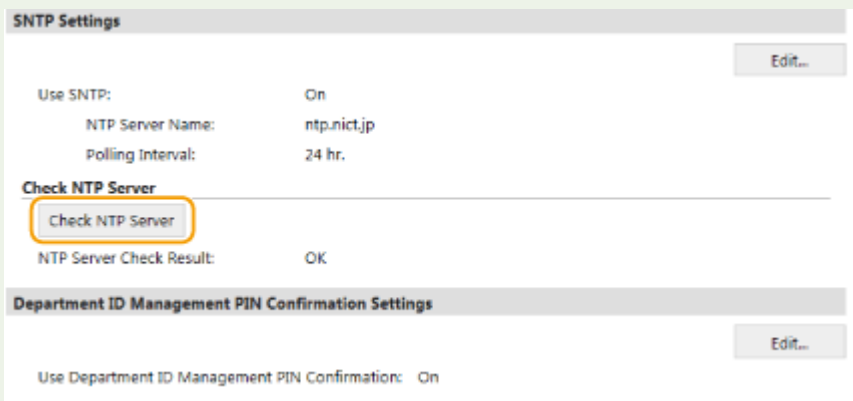 SNTP Settings
Edit...
Use SNTP: On
NTP Server Name: ntp.nict.jp
Polling Interval: 24 hr.
Check NTP Server
Check NTP Server
NTP Server Check Result: OK
Department ID Management PIN Confirmation Settings
Edit...
Use Department ID Management PIN Confirmation: On